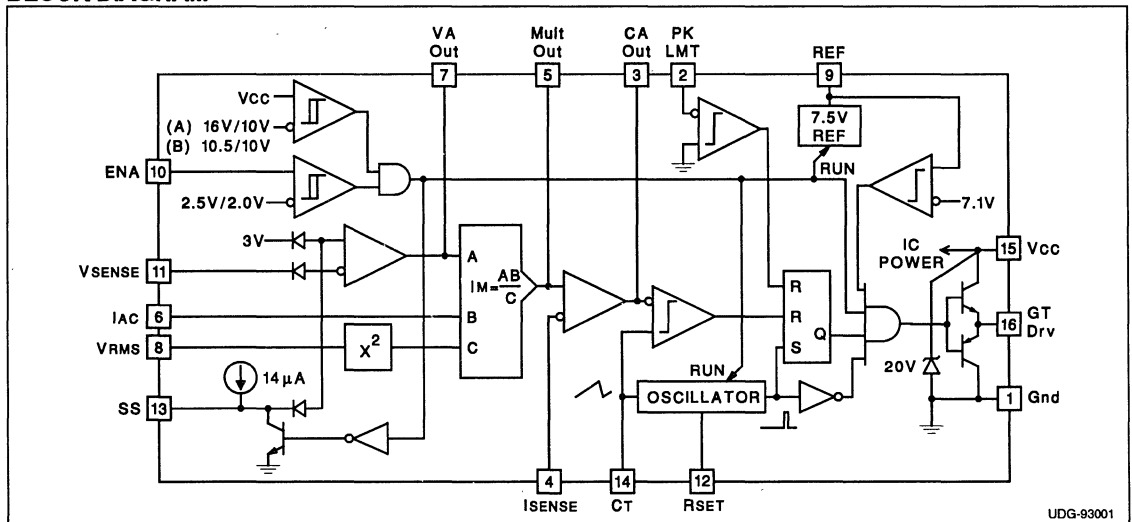 VA Out
Mult Out
CA Out
PK LMT
REF
7
5
3
2
9
VCC
(A) 16V/10V
(B) 10.5/10V
7.5V REF
RUN
ENA 10
2.5V/2.0V
7.1V
3V
VSENSE 11
IC POWER
15 VCC
A
IM=AB/C
B
C
IAC 6
VRMS 8
X²
R
R
S
Q
16 GT Drv
20V
14µA
RUN
OSCILLATOR
SS 13
1 Gnd
4
14
12
ISENSE
CT
RSET
UDG-93001